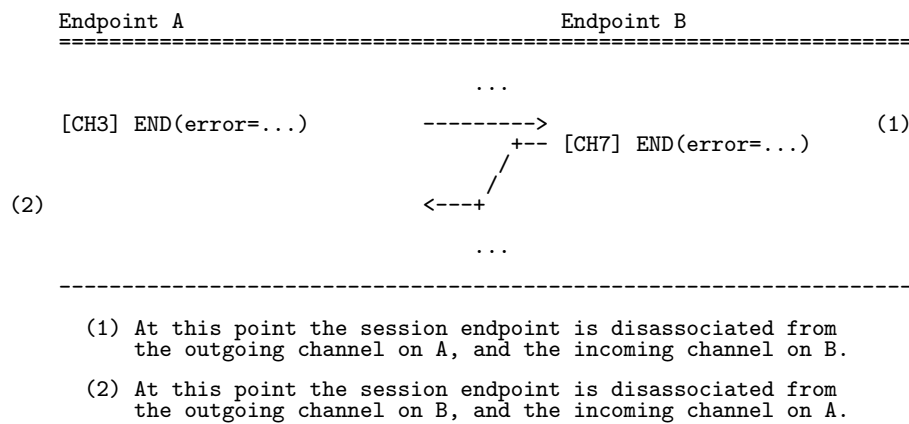 Endpoint A                                    Endpoint B
====================================================================
...
[CH3] END(error=...)          --------->                           (1)
+-- [CH7] END(error=...)
/
/
(2)                              <---+
...
--------------------------------------------------------------------
(1) At this point the session endpoint is disassociated from
the outgoing channel on A, and the incoming channel on B.
(2) At this point the session endpoint is disassociated from
the outgoing channel on B, and the incoming channel on A.